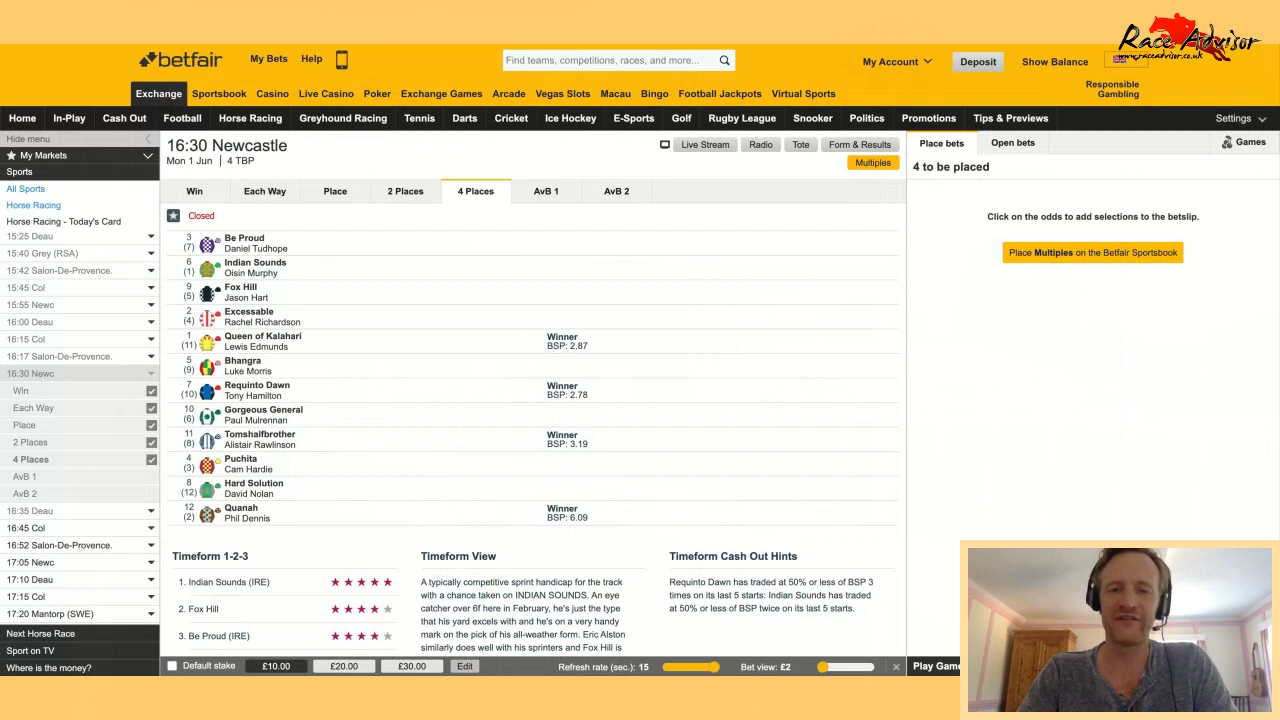 Race Advisor
www.raceadvisor.co.uk
betfair
My Bets
Help
Find teams, competitions, races, and more...
My Account
Deposit
Show Balance
Exchange
Sportsbook
Casino
Live Casino
Poker
Exchange Games
Arcade
Vegas Slots
Macau
Bingo
Football Jackpots
Virtual Sports
Responsible
Gambling
Home
In-Play
Cash Out
Football
Horse Racing
Greyhound Racing
Tennis
Darts
Cricket
Ice Hockey
E-Sports
Golf
Rugby League
Snooker
Politics
Promotions
Tips & Previews
Settings
Hide menu
My Markets
Sports
All Sports
Horse Racing
Horse Racing - Today's Card
15:25 Deau
15:40 Grey (RSA)
15:42 Salon-De-Provence.
15:45 Col
15:55 Newc
16:00 Deau
16:15 Col
16:17 Salon-De-Provence.
16:30 Newc
Win
Each Way
Place
2 Places
4 Places
AvB 1
AvB 2
16:35 Deau
16:45 Col
16:52 Salon-De-Provence.
17:05 Newc
17:10 Deau
17:15 Col
17:20 Mantorp (SWE)
Next Horse Race
Sport on TV
Where is the money?
16:30 Newcastle
Mon 1 Jun | 4 TBP
Live Stream
Radio
Tote
Form & Results
Multiples
Win
Each Way
Place
2 Places
4 Places
AvB 1
AvB 2
Closed
3 Be Proud
(7) Daniel Tudhope
6 Indian Sounds
(1) Oisin Murphy
9 Fox Hill
(5) Jason Hart
2 Excessable
(4) Rachel Richardson
1 Queen of Kalahari Winner
(11) Lewis Edmunds BSP: 2.87
5 Bhangra
(9) Luke Morris
7 Requinto Dawn Winner
(10) Tony Hamilton BSP: 2.78
10 Gorgeous General
(6) Paul Mulrennan
11 Tomshalfbrother Winner
(8) Alistair Rawlinson BSP: 3.19
4 Puchita
(3) Cam Hardie
8 Hard Solution
(12) David Nolan
12 Quanah Winner
(2) Phil Dennis BSP: 6.09
Timeform 1-2-3
1. Indian Sounds (IRE)
2. Fox Hill
3. Be Proud (IRE)
Timeform View
A typically competitive sprint handicap for the track
with a chance taken on INDIAN SOUNDS. An eye
catcher over 6f here in February, he's just the type
that his yard excels with and he's on a very handy
mark on the pick of his all-weather form. Eric Alston
similarly does well with his sprinters and Fox Hill is
Timeform Cash Out Hints
Requinto Dawn has traded at 50% or less of BSP 3
times on its last 5 starts: Indian Sounds has traded
at 50% or less of BSP twice on its last 5 starts.
Default stake
£10.00
£20.00
£30.00
Edit
Refresh rate (sec.): 15
Bet view: £2
Place bets
Open bets
Games
4 to be placed
Click on the odds to add selections to the betslip.
Place Multiples on the Betfair Sportsbook
Play Game